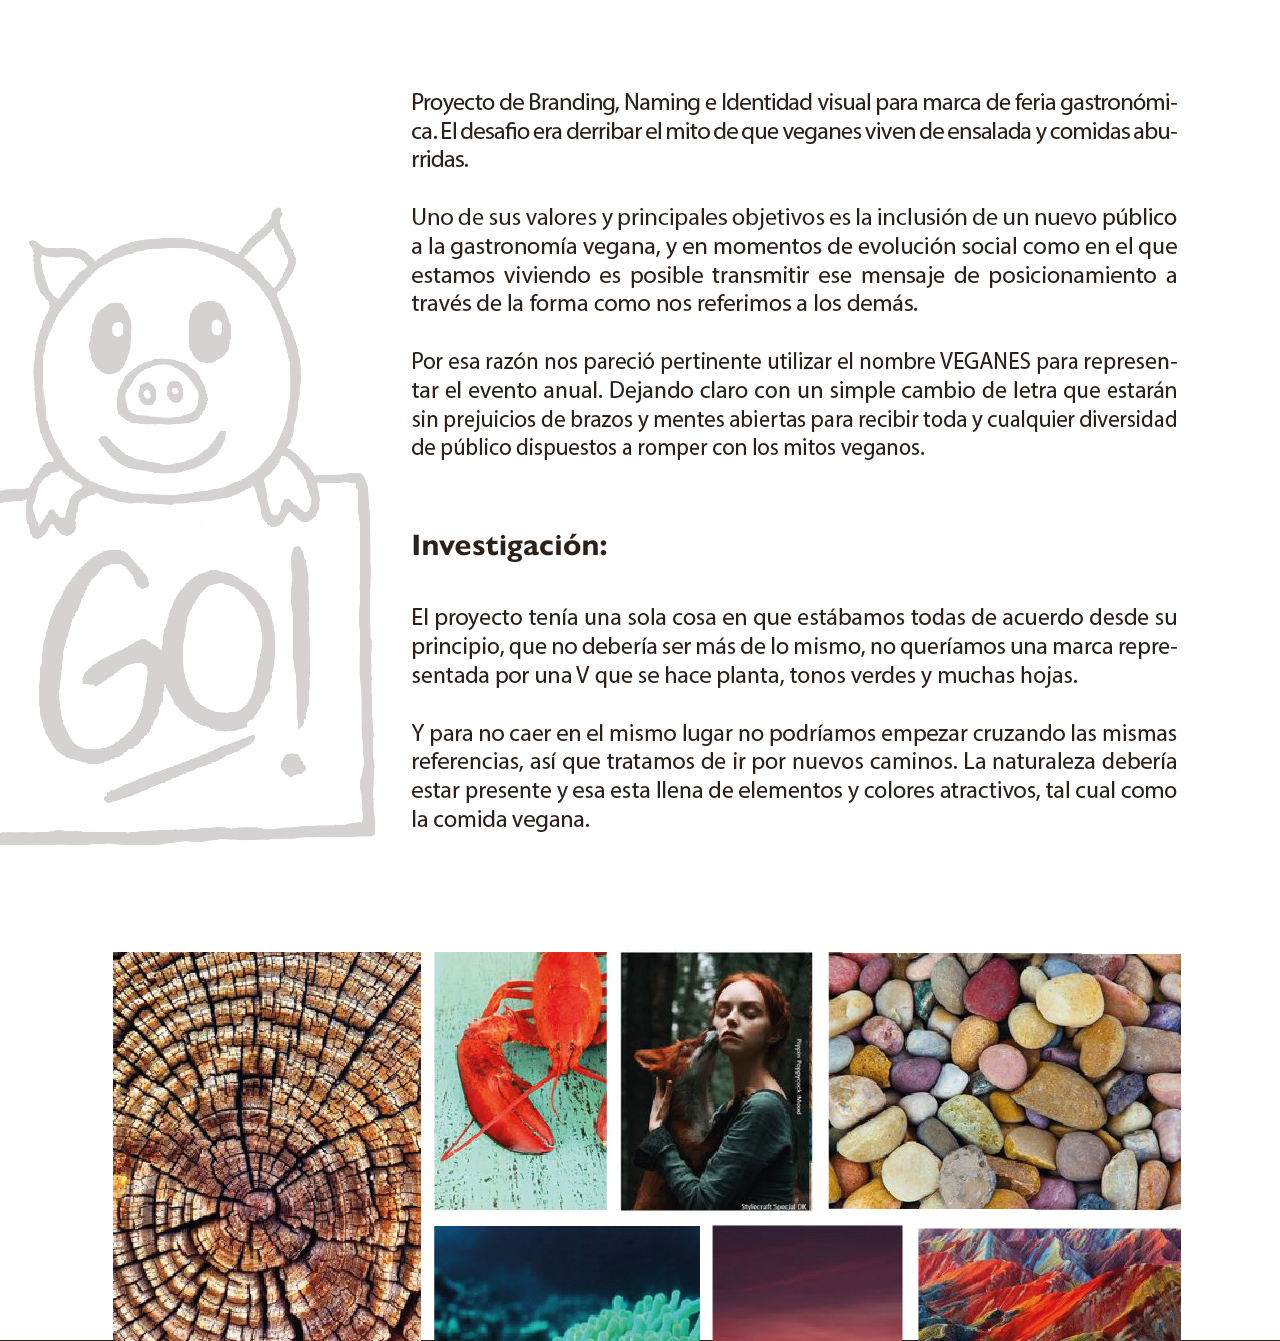 Proyecto de Branding, Naming e Identidad visual para marca de feria gastronómi-
ca. El desafio era derribar el mito de que veganes viven de ensalada y comidas abu-
rridas.
Uno de sus valores y principales objetivos es la inclusión de un nuevo público
a la gastronomía vegana, y en momentos de evolución social como en el que
estamos viviendo es posible transmitir ese mensaje de posicionamiento a
través de la forma como nos referimos a los demás.
Por esa razón nos pareció pertinente utilizar el nombre VEGANES para represen-
tar el evento anual. Dejando claro con un simple cambio de letra que estarán
sin prejuicios de brazos y mentes abiertas para recibir toda y cualquier diversidad
de público dispuestos a romper con los mitos veganos.
GO!
Investigación:
El proyecto tenía una sola cosa en que estábamos todas de acuerdo desde su
principio, que no debería ser más de lo mismo, no queríamos una marca repre-
sentada por una V que se hace planta, tonos verdes y muchas hojas.
Y para no caer en el mismo lugar no podríamos empezar cruzando las mismas
referencias, así que tratamos de ir por nuevos caminos. La naturaleza debería
estar presente y esa esta llena de elementos y colores atractivos, tal cual como
la comida vegana.
Stylecraft Special DK